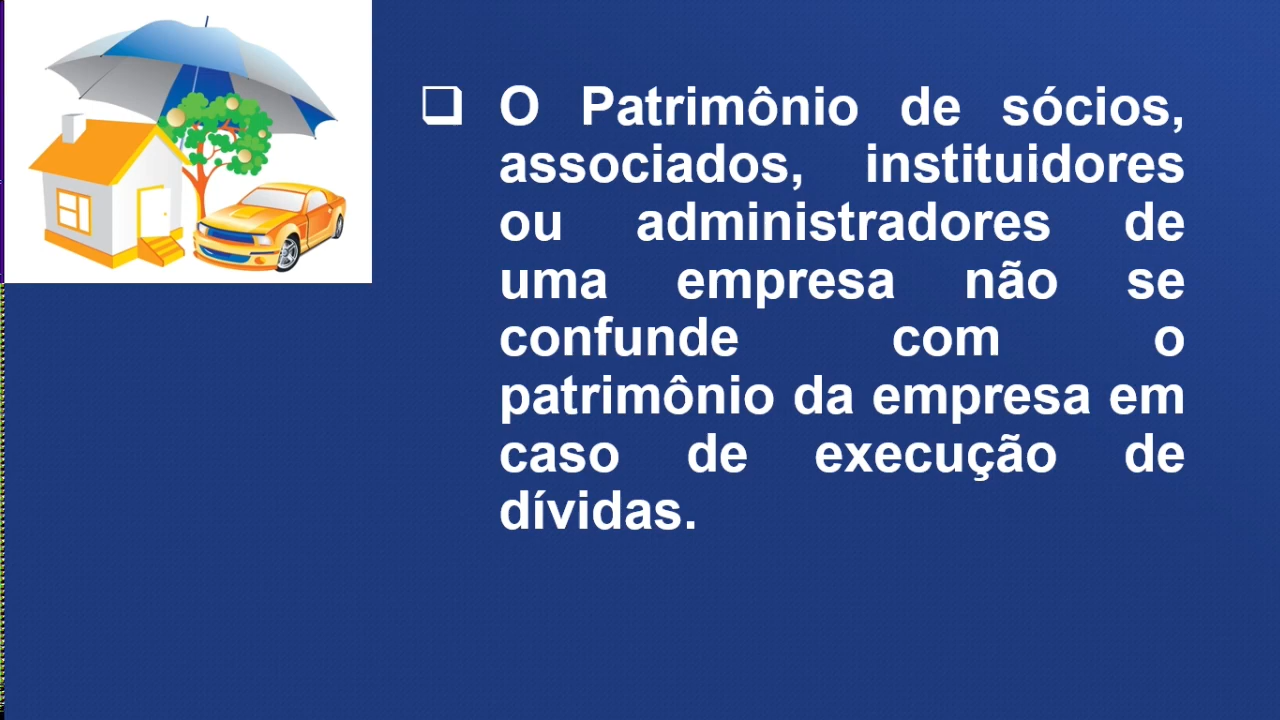 O Patrimônio de sócios,
associados, instituidores
ou administradores de
uma empresa não se
confunde com o
patrimônio da empresa em
caso de execução de
dívidas.